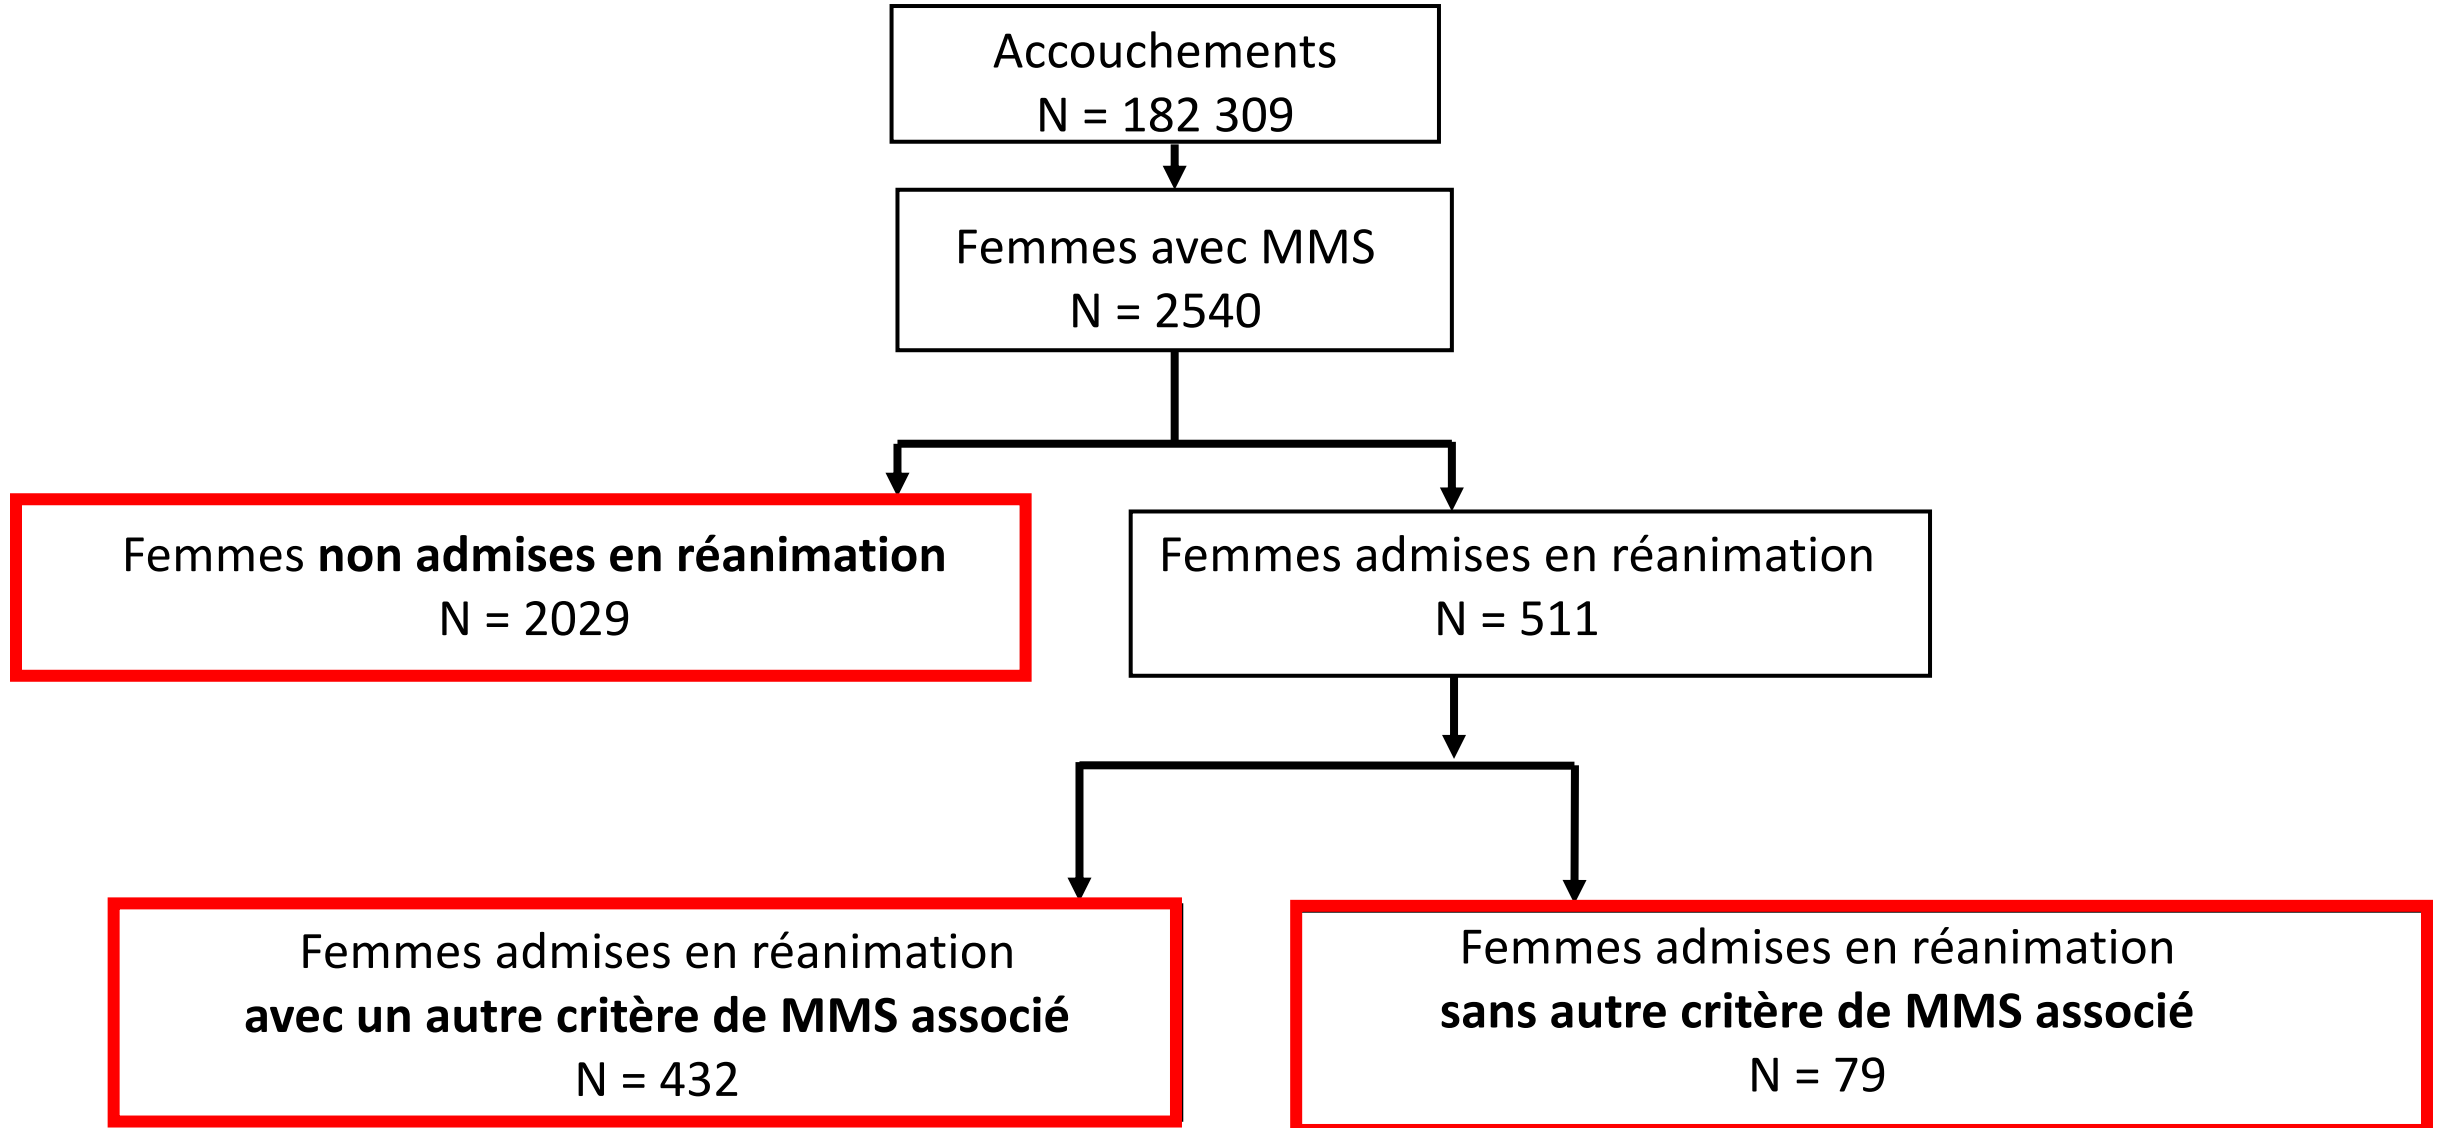 Accouchements
N = 182 309
Femmes avec MMS
N = 2540
Femmes non admises en réanimation
N = 2029
Femmes admises en réanimation
N = 511
Femmes admises en réanimation
avec un autre critère de MMS associé
N = 432
Femmes admises en réanimation
sans autre critère de MMS associé
N = 79